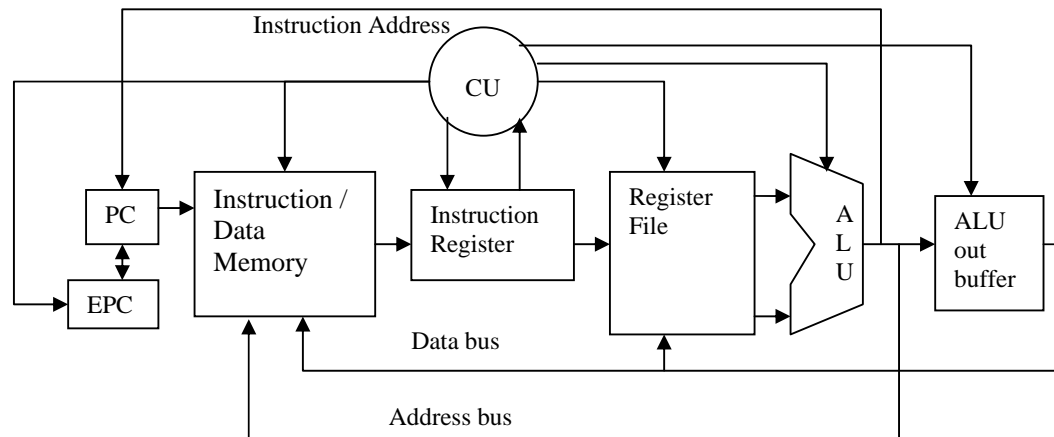 Instruction Address
CU
PC
EPC
Instruction /
Data
Memory
Instruction
Register
Register
File
A
L
U
ALU
out
buffer
Data bus
Address bus